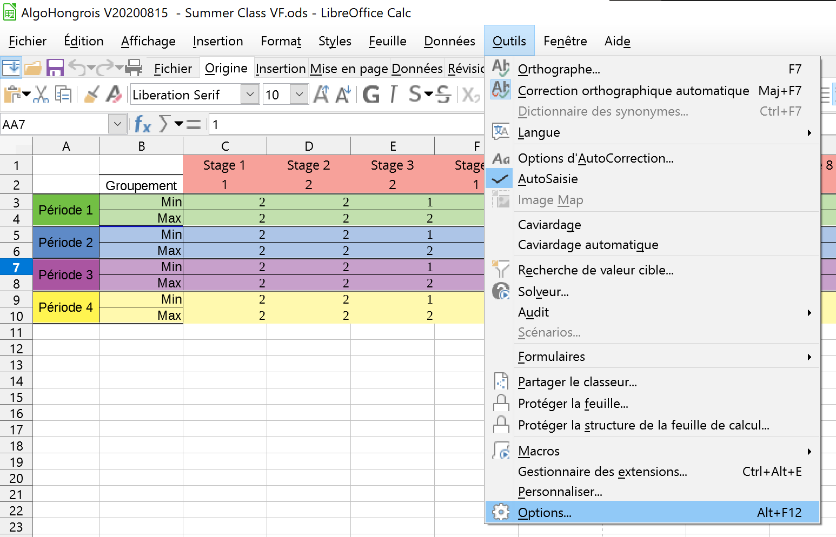 AlgoHongrois V20200815 - Summer Class VF.ods - LibreOffice Calc
Fichier Édition Affichage Insertion Format Styles Feuille Données Outils Fenêtre Aide
Fichier Origine Insertion Mise en page Données Révisi
Liberation Serif 10
AA7 1
A B C D E F
1 Stage 1 Stage 2 Stage 3 Stage 8
2 Groupement 1 2 2 1
3 Période 1 Min 2 2 1
4 Max 2 2 2
5 Période 2 Min 2 2 1
6 Max 2 2 2
7 Période 3 Min 2 2 1
8 Max 2 2 2
9 Période 4 Min 2 2 1
10 Max 2 2 2
11
12
13
14
15
16
17
18
19
20
21
22
23
Orthographe... F7
Correction orthographique automatique Maj+F7
Dictionnaire des synonymes... Ctrl+F7
Langue
Options d'AutoCorrection...
AutoSaisie
Image Map
Caviardage
Caviardage automatique
Recherche de valeur cible...
Solveur...
Audit
Scénarios...
Formulaires
Partager le classeur...
Protéger la feuille...
Protéger la structure de la feuille de calcul...
Macros
Gestionnaire des extensions... Ctrl+Alt+E
Personnaliser...
Options... Alt+F12